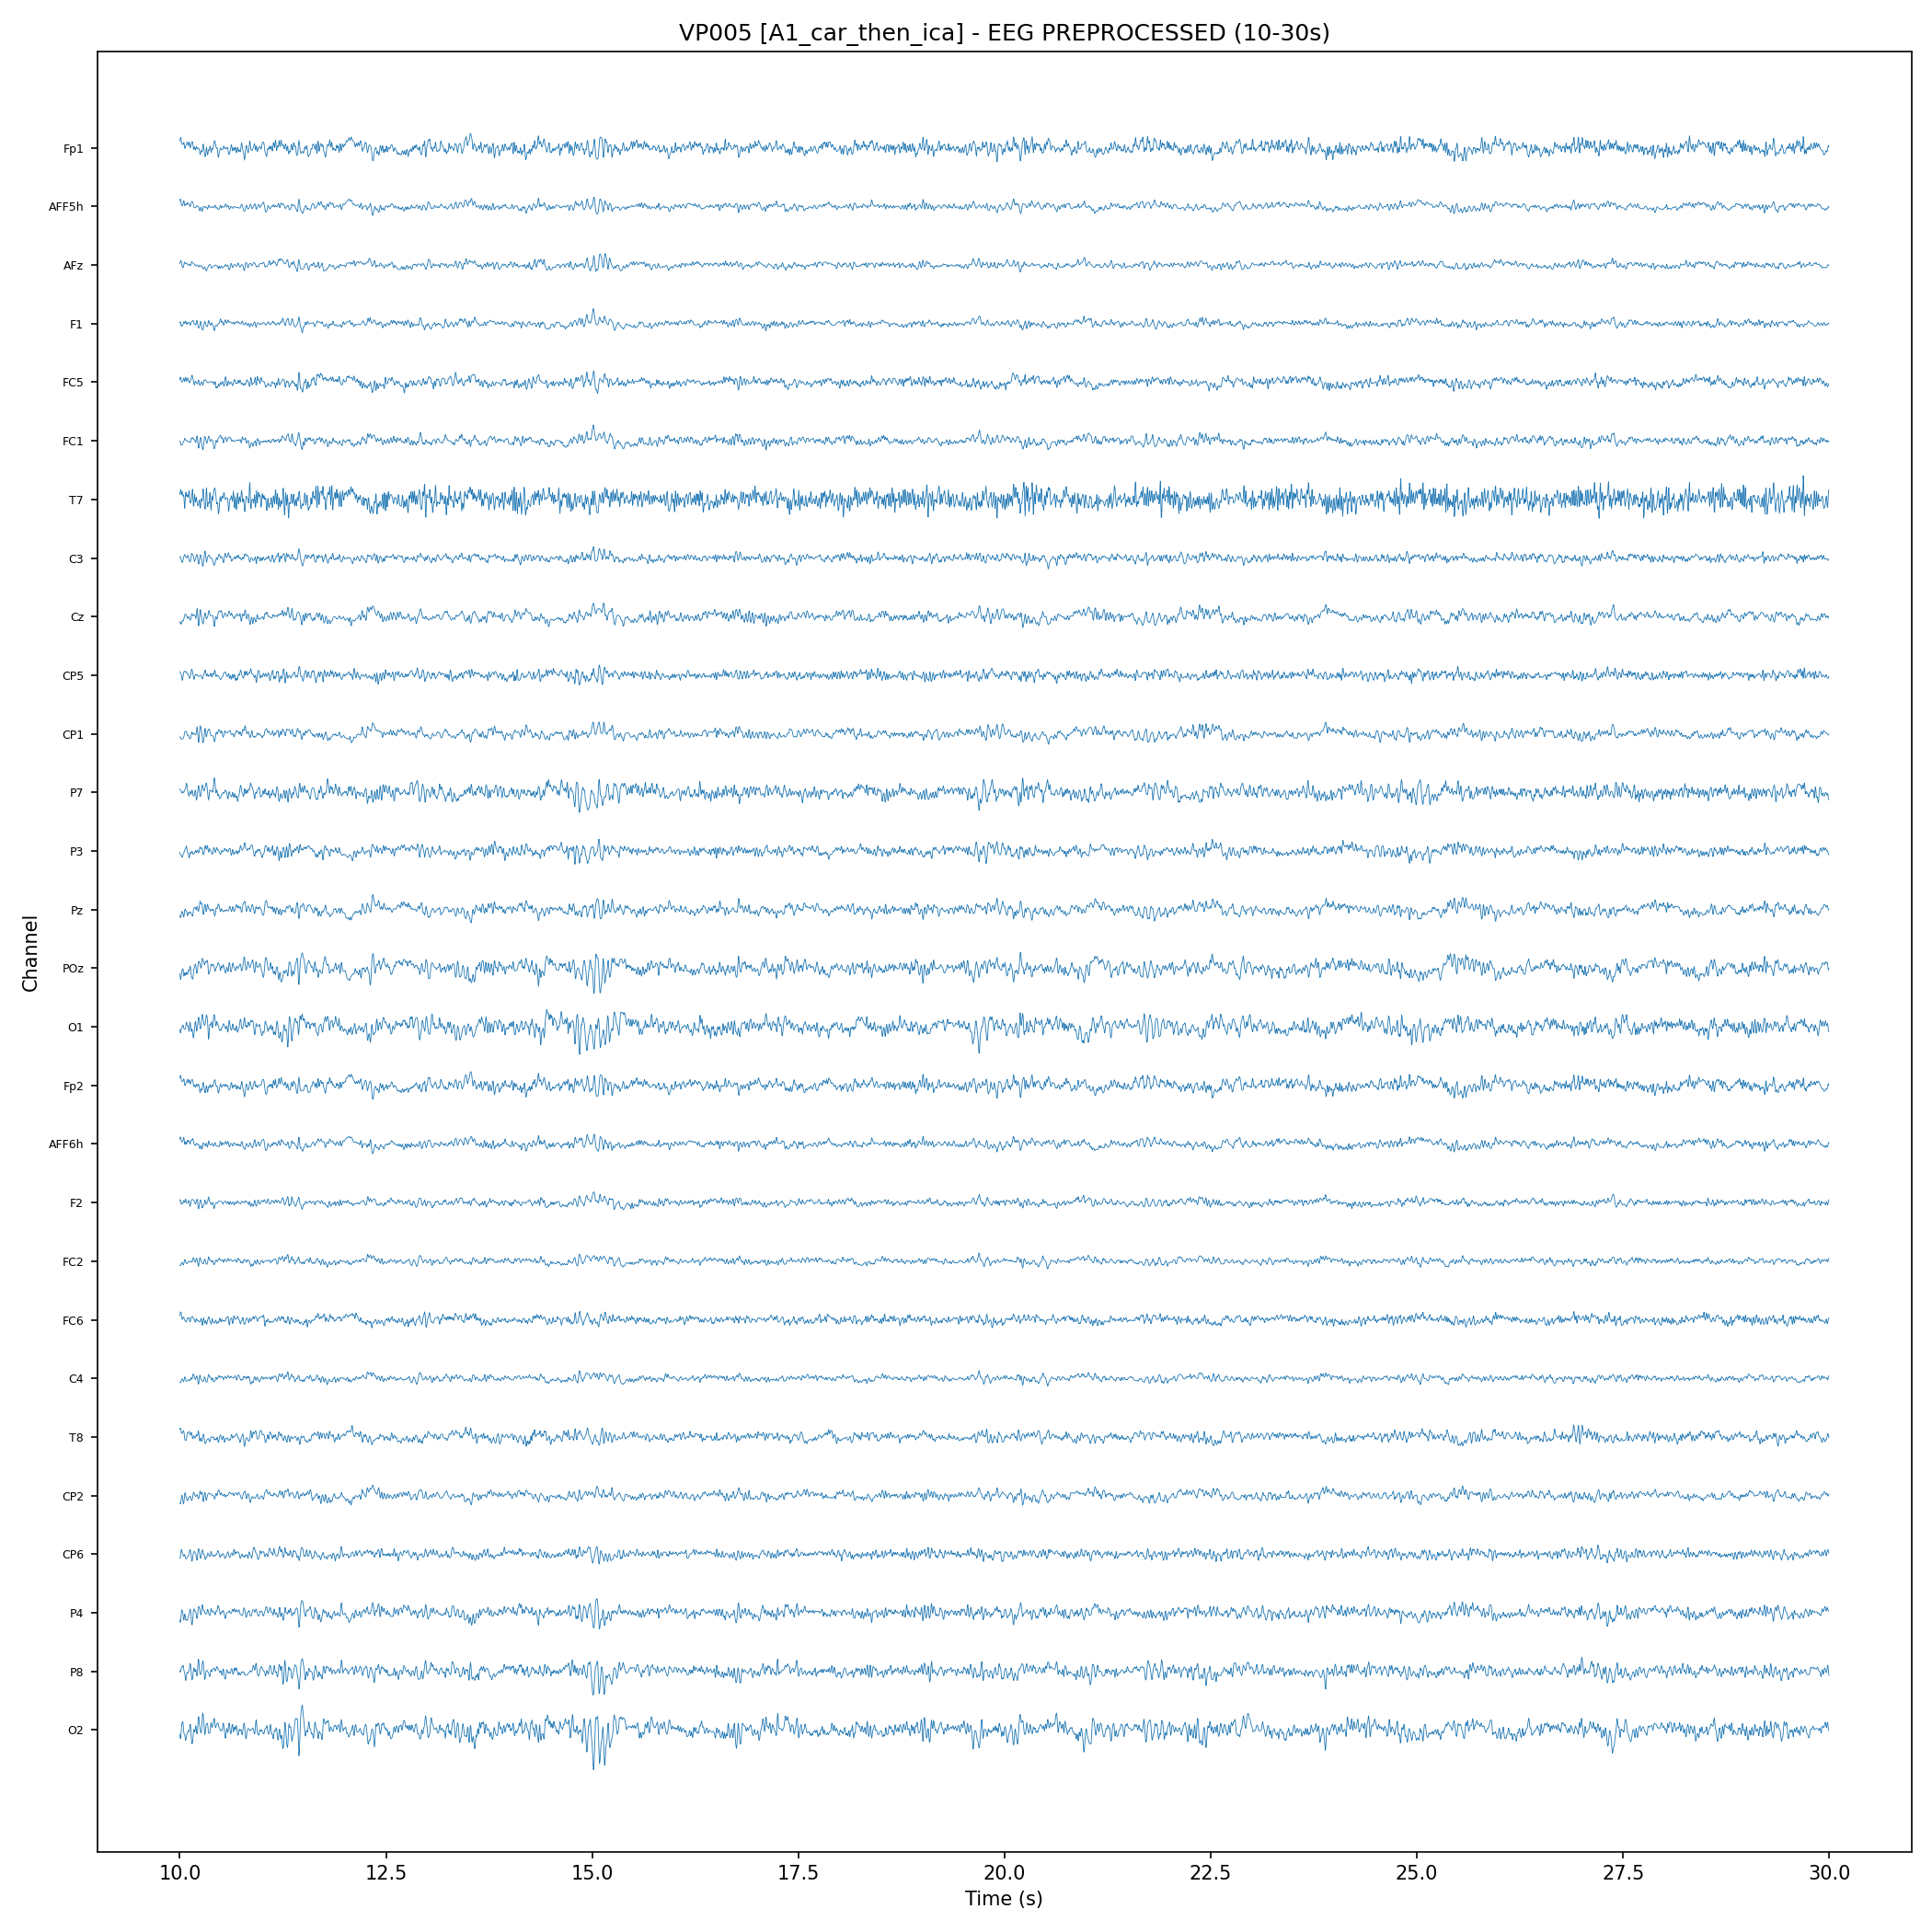 VP005 [A1_car_then_ica] - EEG PREPROCESSED (10-30s)
Fp1
AFF5h
AFz
F1
FC5
FC1
T7
C3
Cz
CP5
CP1
P7
P3
Pz
POz
O1
Fp2
AFF6h
F2
FC2
FC6
C4
T8
CP2
CP6
P4
P8
O2
Channel
10.0 12.5 15.0 17.5 20.0 22.5 25.0 27.5 30.0
Time (s)